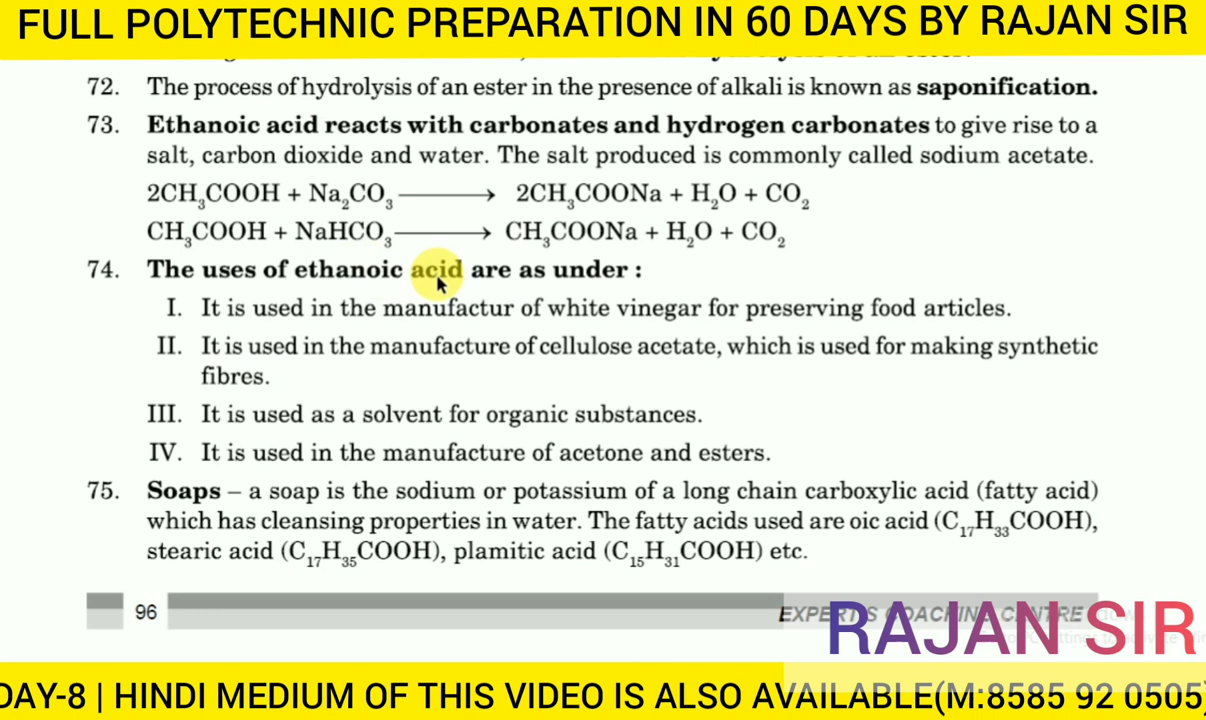 FULL POLYTECHNIC PREPARATION IN 60 DAYS BY RAJAN SIR
72. The process of hydrolysis of an ester in the presence of alkali is known as saponification.
73. Ethanoic acid reacts with carbonates and hydrogen carbonates to give rise to a
salt, carbon dioxide and water. The salt produced is commonly called sodium acetate.
2CH₃COOH + Na₂CO₃ ⟶ 2CH₃COONa + H₂O + CO₂
CH₃COOH + NaHCO₃ ⟶ CH₃COONa + H₂O + CO₂
74. The uses of ethanoic acid are as under :
I. It is used in the manufactur of white vinegar for preserving food articles.
II. It is used in the manufacture of cellulose acetate, which is used for making synthetic
fibres.
III. It is used as a solvent for organic substances.
IV. It is used in the manufacture of acetone and esters.
75. Soaps – a soap is the sodium or potassium of a long chain carboxylic acid (fatty acid)
which has cleansing properties in water. The fatty acids used are oic acid (C₁₇H₃₃COOH),
stearic acid (C₁₇H₃₅COOH), plamitic acid (C₁₅H₃₁COOH) etc.
96
EXPERT'S COACHING CENTRE
RAJAN SIR
DAY-8 | HINDI MEDIUM OF THIS VIDEO IS ALSO AVAILABLE(M:8585 92 0505)